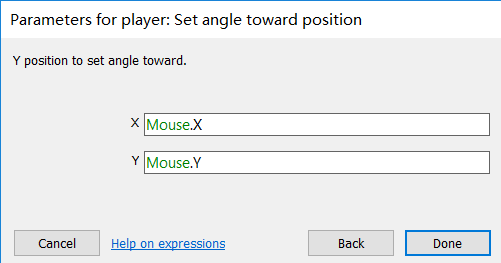 Parameters for player: Set angle toward position
Y position to set angle toward.
X Mouse.X
Y Mouse.Y
Cancel Help on expressions Back Done